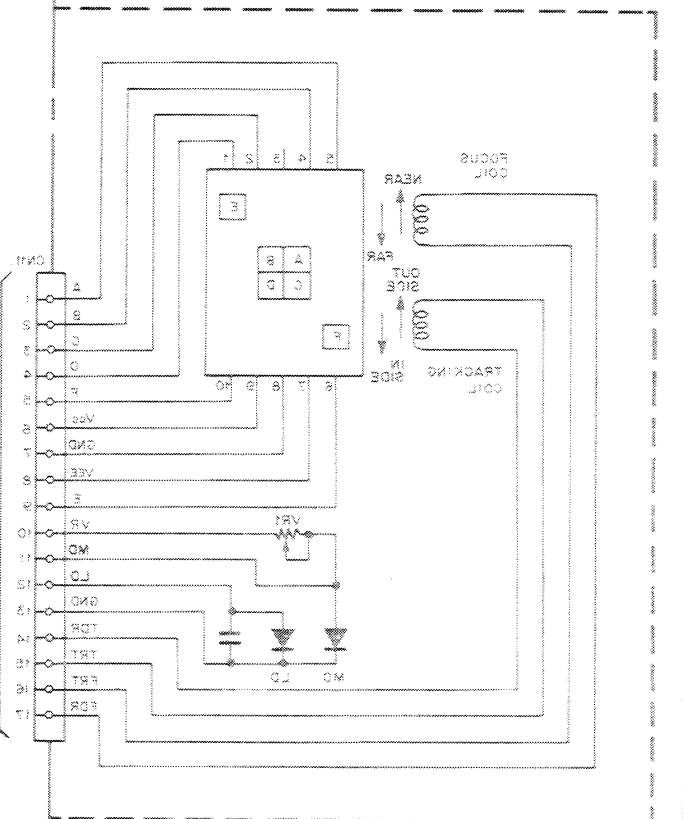 FOCUS
COIL
1 2 3 4 5
NEAR
E
FAR
B A
D C
OUT
SIDE
F
IN
SIDE
TRACKING
COIL
10 9 8 7 6
CN11
1 A
2 B
3 C
4 D
5 F
6 Vcc
7 GND
8 VEE
9 E
10 VR
VR1
11 MD
12 LD
13 GND
14 TDR
15 TRT
16 FRT
17 FDR
LD
MD